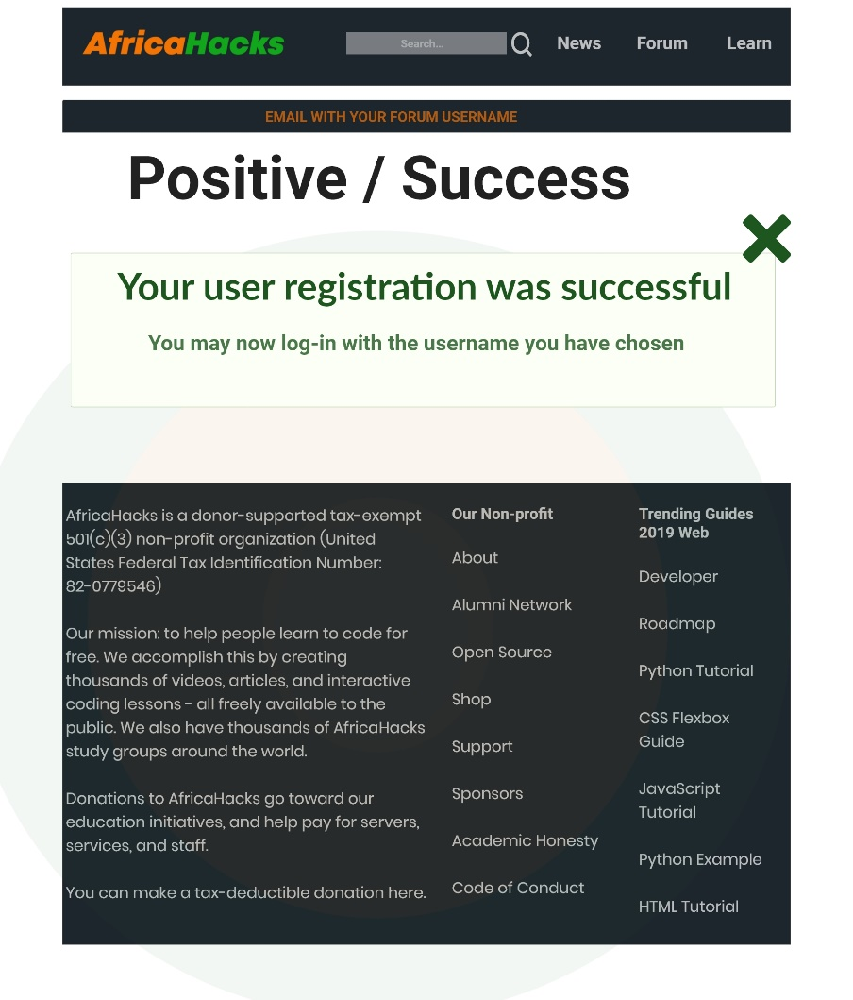 AfricaHacks
Search...
News
Forum
Learn
EMAIL WITH YOUR FORUM USERNAME
Positive / Success
Your user registration was successful
You may now log-in with the username you have chosen
AfricaHacks is a donor-supported tax-exempt
501(c)(3) non-profit organization (United
States Federal Tax Identification Number:
82-0779546)
Our mission: to help people learn to code for
free. We accomplish this by creating
thousands of videos, articles, and interactive
coding lessons - all freely available to the
public. We also have thousands of AfricaHacks
study groups around the world.
Donations to AfricaHacks go toward our
education initiatives, and help pay for servers,
services, and staff.
You can make a tax-deductible donation here.
Our Non-profit
About
Alumni Network
Open Source
Shop
Support
Sponsors
Academic Honesty
Code of Conduct
Trending Guides
2019 Web
Developer
Roadmap
Python Tutorial
CSS Flexbox
Guide
JavaScript
Tutorial
Python Example
HTML Tutorial